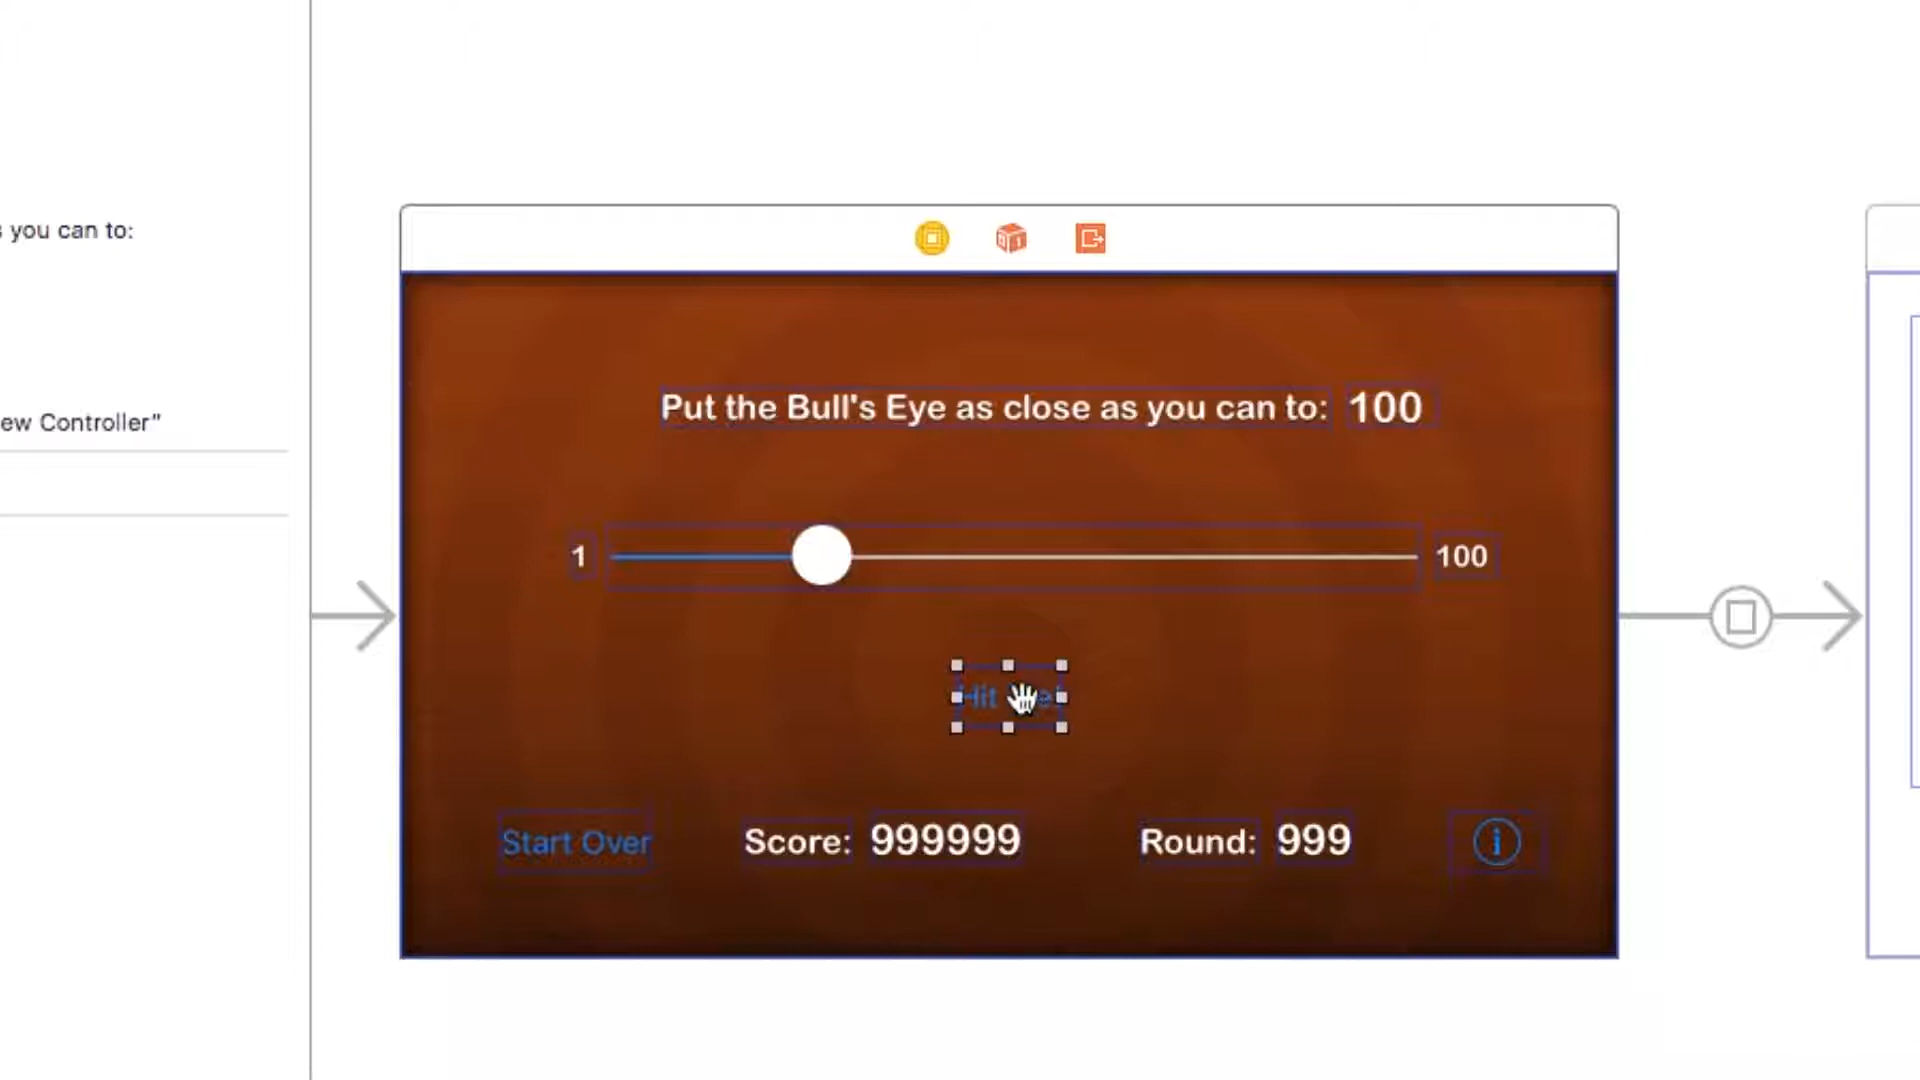 s you can to:
ew Controller"
Put the Bull's Eye as close as you can to: 100
1 100
Hit
Start Over Score: 999999 Round: 999